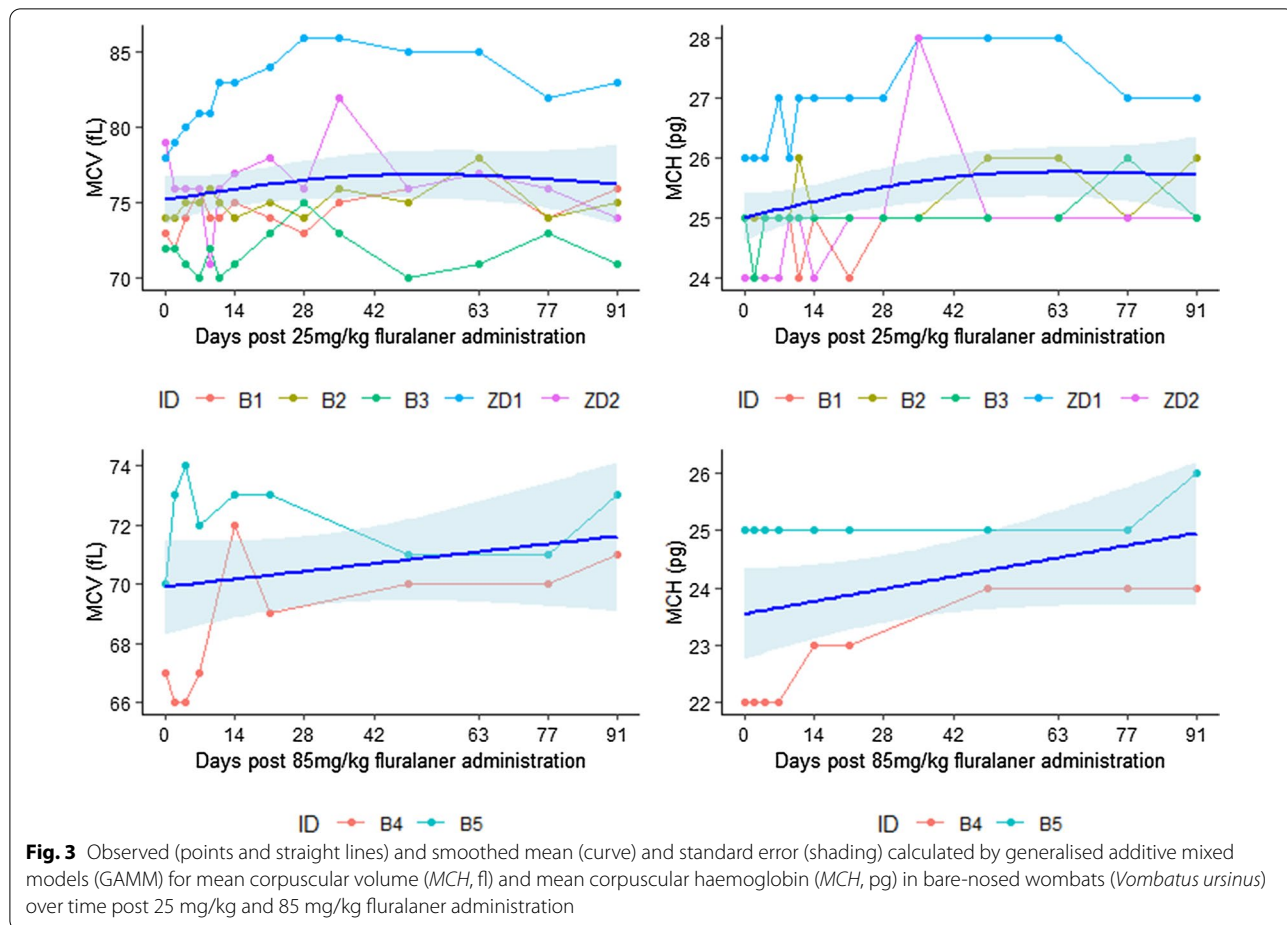 MCV (fL)
85
80
75
70
0 14 28 42 63 77 91
Days post 25mg/kg fluralaner administration
MCH (pg)
28
27
26
25
24
0 14 28 42 63 77 91
Days post 25mg/kg fluralaner administration
ID B1 B2 B3 ZD1 ZD2
ID B1 B2 B3 ZD1 ZD2
MCV (fL)
74
72
70
68
66
0 14 28 42 63 77 91
Days post 85mg/kg fluralaner administration
MCH (pg)
26
25
24
23
22
0 14 28 42 63 77 91
Days post 85mg/kg fluralaner administration
ID B4 B5
ID B4 B5
Fig. 3 Observed (points and straight lines) and smoothed mean (curve) and standard error (shading) calculated by generalised additive mixed
models (GAMM) for mean corpuscular volume (MCH, fl) and mean corpuscular haemoglobin (MCH, pg) in bare-nosed wombats (Vombatus ursinus)
over time post 25 mg/kg and 85 mg/kg fluralaner administration